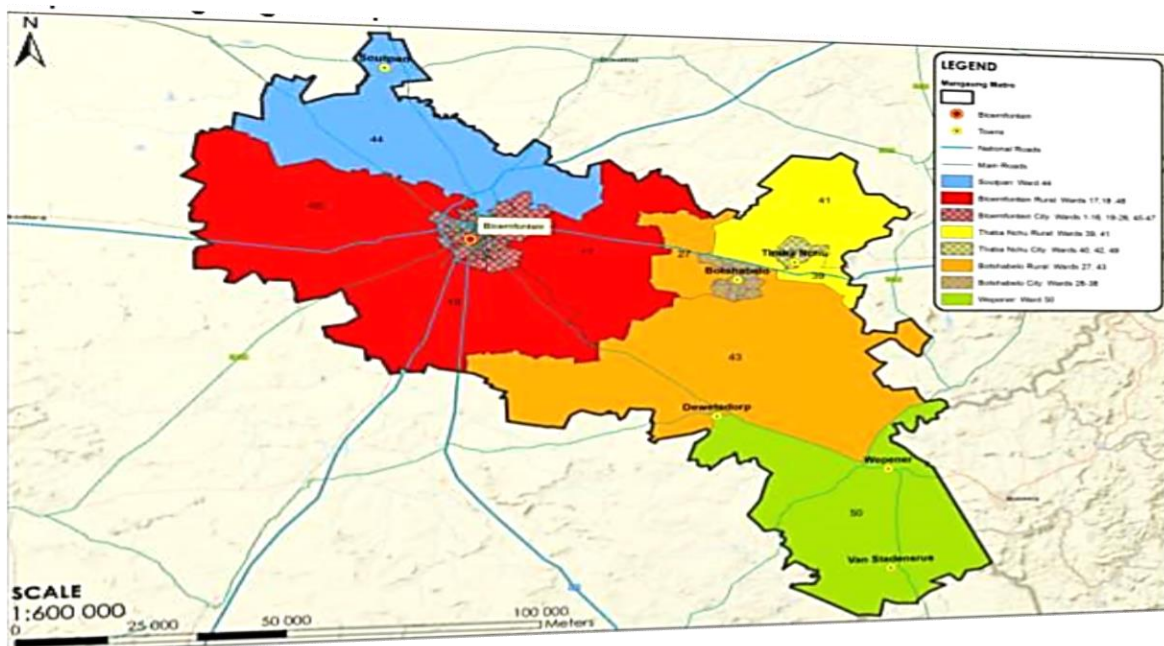 N
Soutpan
44
41
Bloemfontein
27
Thaba Nchu
Botshabelo
39
18
43
Dewetsdorp
Wepener
50
Van Stadensrus
LEGEND
Mangaung Metro
Bloemfontein
Towns
National Roads
Main Roads
Soutpan: Ward 44
Bloemfontein Rural: Wards 17, 18, 48
Bloemfontein City: Wards 1-16, 19-26, 45-47
Thaba Nchu Rural: Wards 39, 41
Thaba Nchu City: Wards 40, 42, 49
Botshabelo Rural: Wards 27, 43
Botshabelo City: Wards 28-38
Wepener: Ward 50
SCALE
1:600 000
0 25 000 50 000 100 000
Meters